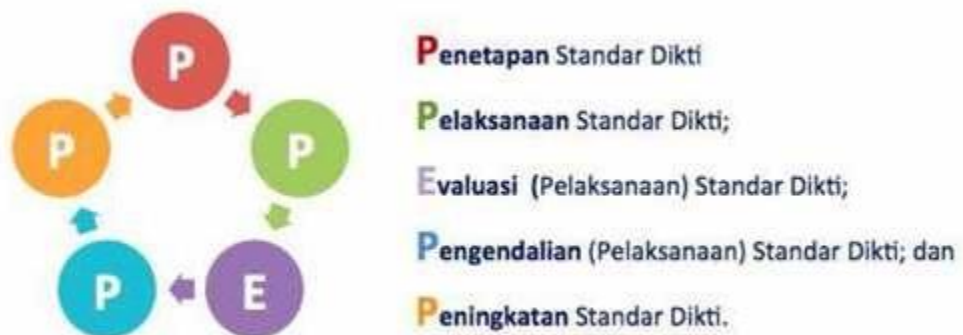 P
P
P
P
E
Penetapan Standar Dikti
Pelaksanaan Standar Dikti;
Evaluasi (Pelaksanaan) Standar Dikti;
Pengendalian (Pelaksanaan) Standar Dikti; dan
Peningkatan Standar Dikti.